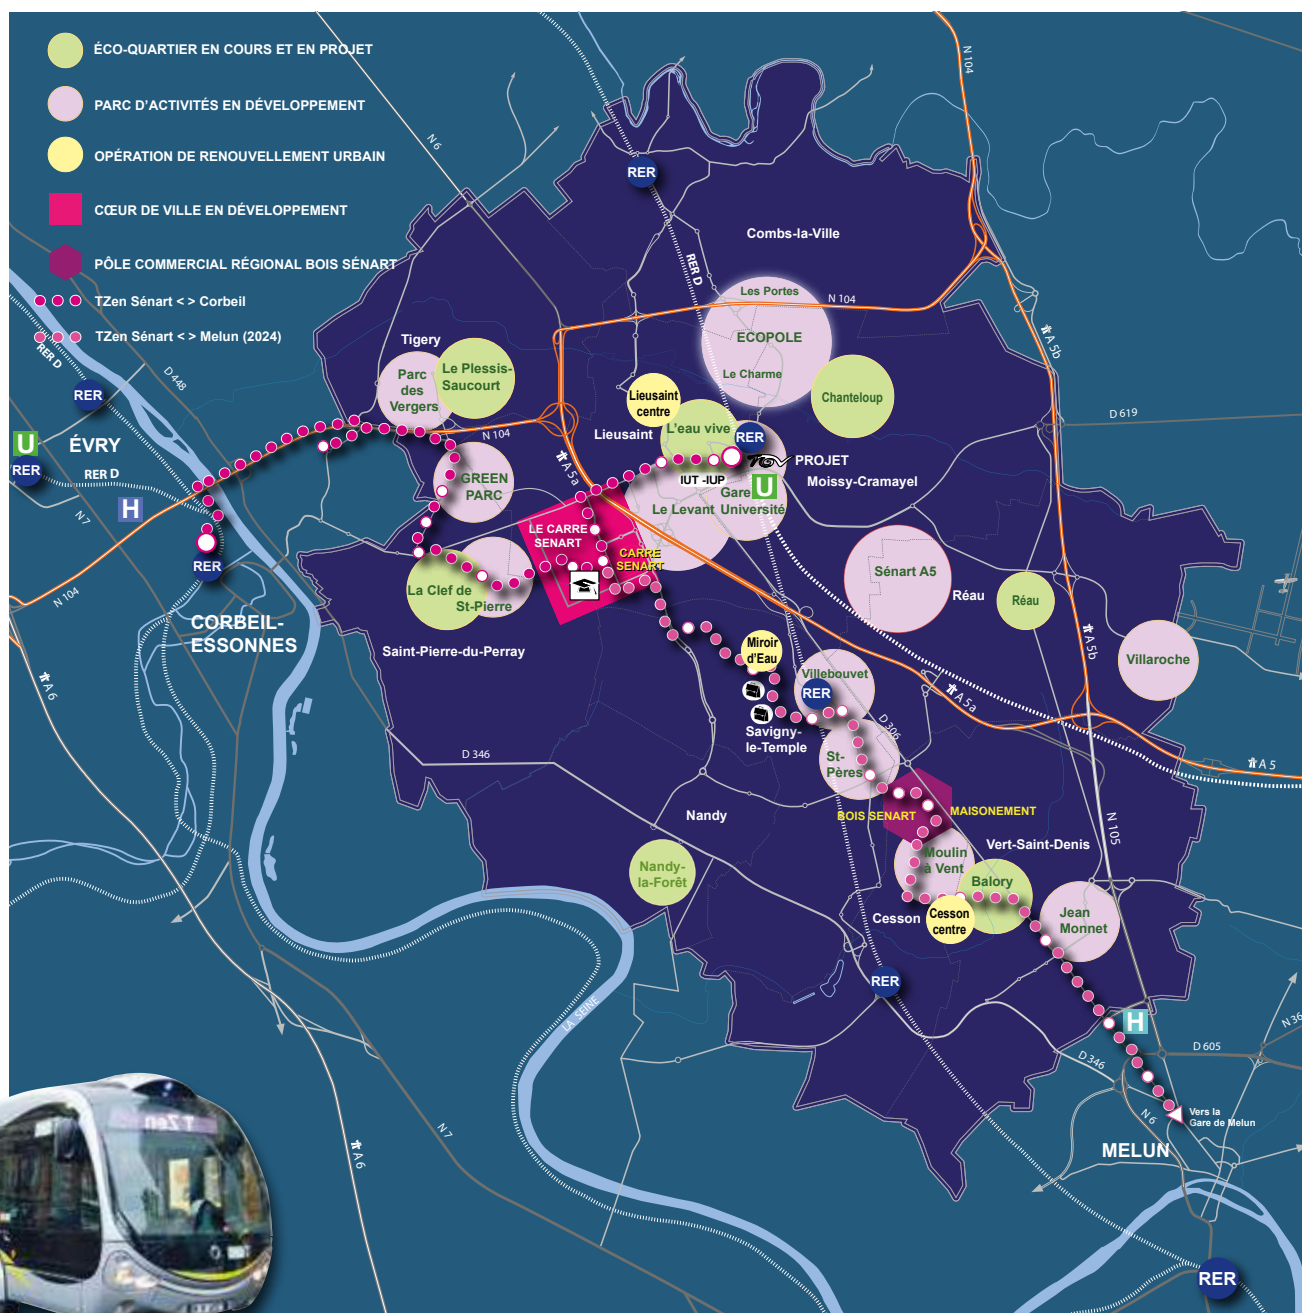 ÉCO-QUARTIER EN COURS ET EN PROJET
PARC D'ACTIVITÉS EN DÉVELOPPEMENT
OPÉRATION DE RENOUVELLEMENT URBAIN
CŒUR DE VILLE EN DÉVELOPPEMENT
PÔLE COMMERCIAL RÉGIONAL BOIS SÉNART
TZen Sénart < > Corbeil
TZen Sénart < > Melun (2024)
N 6
N 104
RER
Combs-la-Ville
RER D
Les Portes
N 104
ECOPOLE
Le Charme
A 5b
Tigery
Parc
des
Vergers
Le Plessis-
Saucourt
Lieusaint
centre
Chanteloup
D 619
RER D
D 448
RER
ÉVRY
U
RER
RER D
H
N7
N 104
N 104
A 5a
Lieusaint
L'eau vive
RER
TGV PROJET
IUT -IUP
U
Moissy-Cramayel
Gare
Université
Le Levant
GREEN
PARC
LE CARRE
SENART
CARRE
SENART
La Clef de
St-Pierre
Saint-Pierre-du-Perray
RER
CORBEIL-
ESSONNES
Sénart A5
Réau
Réau
A 5b
Villaroche
Miroir
d'Eau
Villebouvet
RER
A 5a
Savigny-
le-Temple
D 306
St-
Pères
A 5
A 6
D 346
Nandy
BOIS SENART
MAISONEMENT
N 105
Vert-Saint-Denis
Moulin
à Vent
Balory
Nandy-
la-Forêt
Cesson
Cesson
centre
Jean
Monnet
RER
LA SEINE
H
N 36
D 605
D 346
N 6
Vers la
Gare de Melun
MELUN
N 7
A 6
TZen
RER